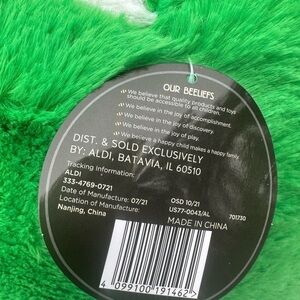 OUR BEELIEFS
We believe that quality products and toys
should be accessible to all children.
We believe in the joy of accomplishment.
We believe in the joy of discovery.
We believe in the joy of play.
We believe a happy child makes a happy family.
DIST. & SOLD EXCLUSIVELY
BY: ALDI, BATAVIA, IL 60510
Tracking Information:
ALDI
333-4769-0721
Date of Manufacture: 07/21
Location of Manufacture:
Nanjing, China
OSD 10/21
US77-0043/AL
701730
MADE IN CHINA
4 099100 191462